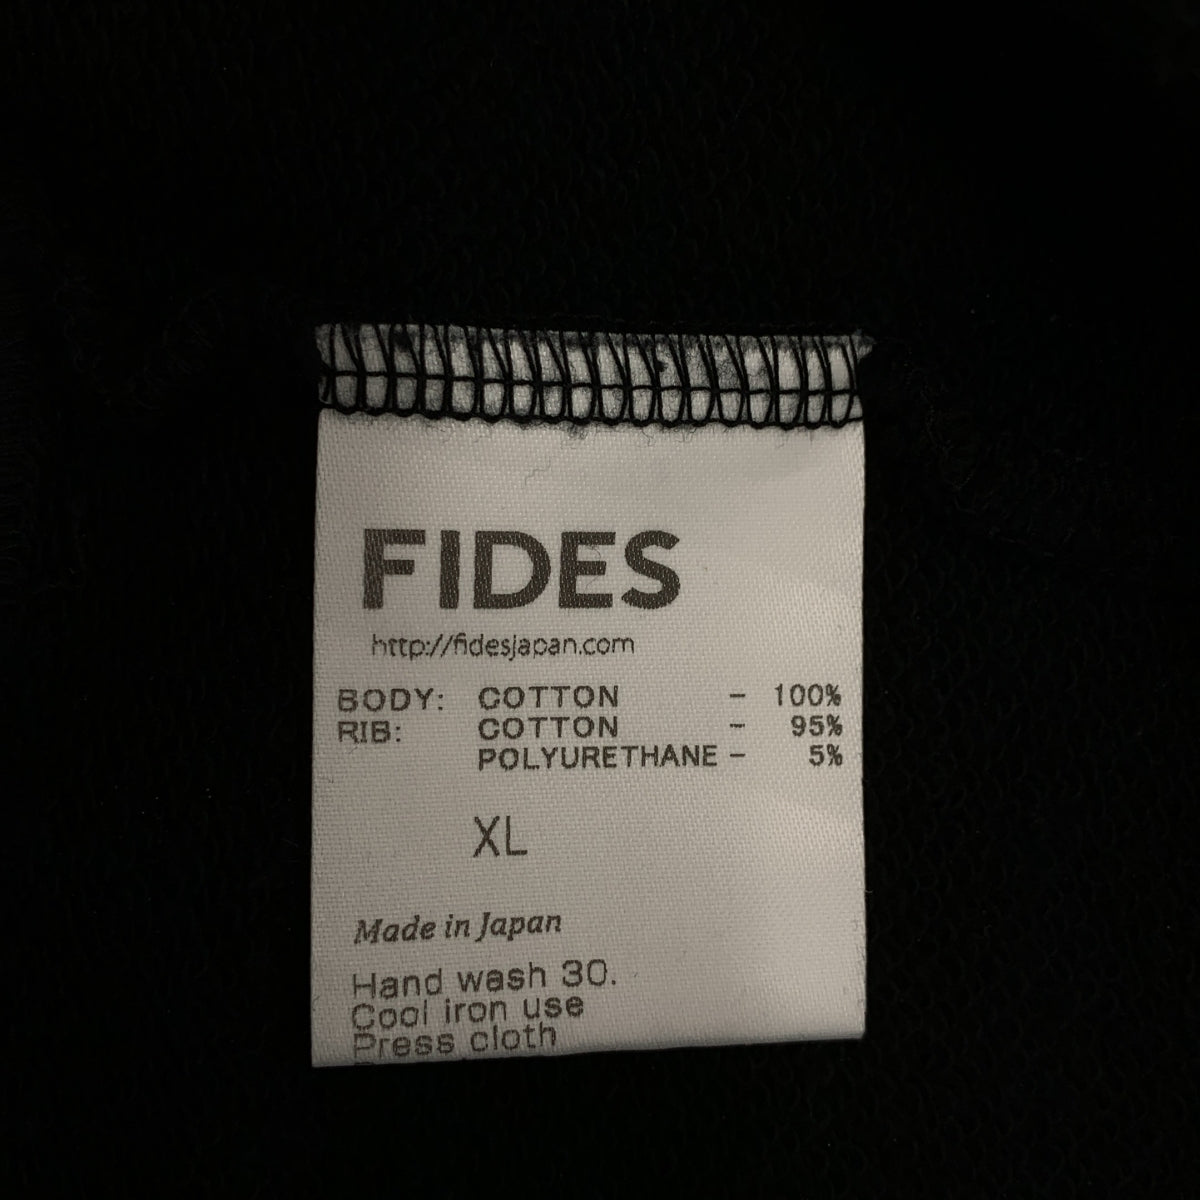 FIDES
http://fidesjapan.com
BODY: COTTON - 100%
RIB: COTTON - 95%
POLYURETHANE - 5%
XL
Made in Japan
Hand wash 30.
Cool iron use
Press cloth